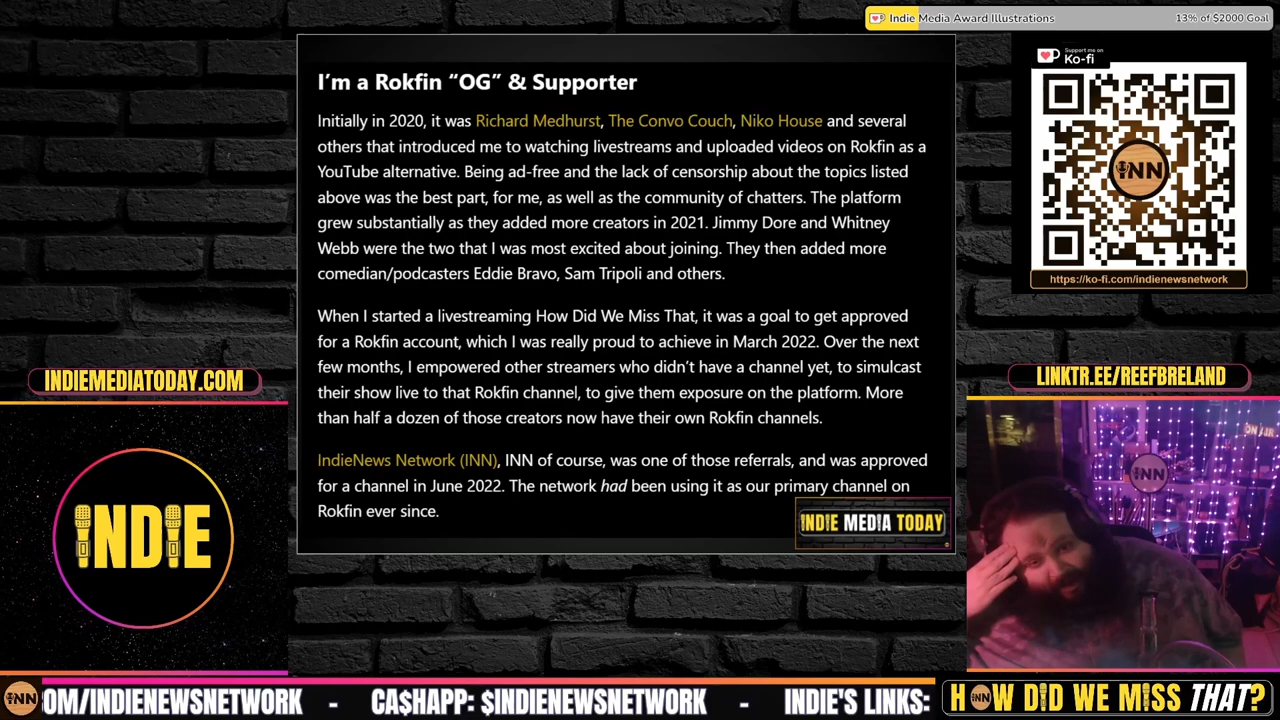 Indie Media Award Illustrations
13% of $2000 Goal
I'm a Rokfin “OG” & Supporter
Initially in 2020, it was Richard Medhurst, The Convo Couch, Niko House and several
others that introduced me to watching livestreams and uploaded videos on Rokfin as a
YouTube alternative. Being ad-free and the lack of censorship about the topics listed
above was the best part, for me, as well as the community of chatters. The platform
grew substantially as they added more creators in 2021. Jimmy Dore and Whitney
Webb were the two that I was most excited about joining. They then added more
comedian/podcasters Eddie Bravo, Sam Tripoli and others.
When I started a livestreaming How Did We Miss That, it was a goal to get approved
for a Rokfin account, which I was really proud to achieve in March 2022. Over the next
few months, I empowered other streamers who didn't have a channel yet, to simulcast
their show live to that Rokfin channel, to give them exposure on the platform. More
than half a dozen of those creators now have their own Rokfin channels.
IndieNews Network (INN), INN of course, was one of those referrals, and was approved
for a channel in June 2022. The network had been using it as our primary channel on
Rokfin ever since.
INDIE MEDIA TODAY
Support me on
Ko-fi
INN
https://ko-fi.com/indienewsnetwork
INDIEMEDIATODAY.COM
LINKTR.EE/REEFBRELAND
INDIE
INN
INN
OM/INDIENEWSNETWORK - CA$HAPP: $INDIENEWSNETWORK - INDIE'S LINKS:
HOW DID WE MISS THAT?
INN